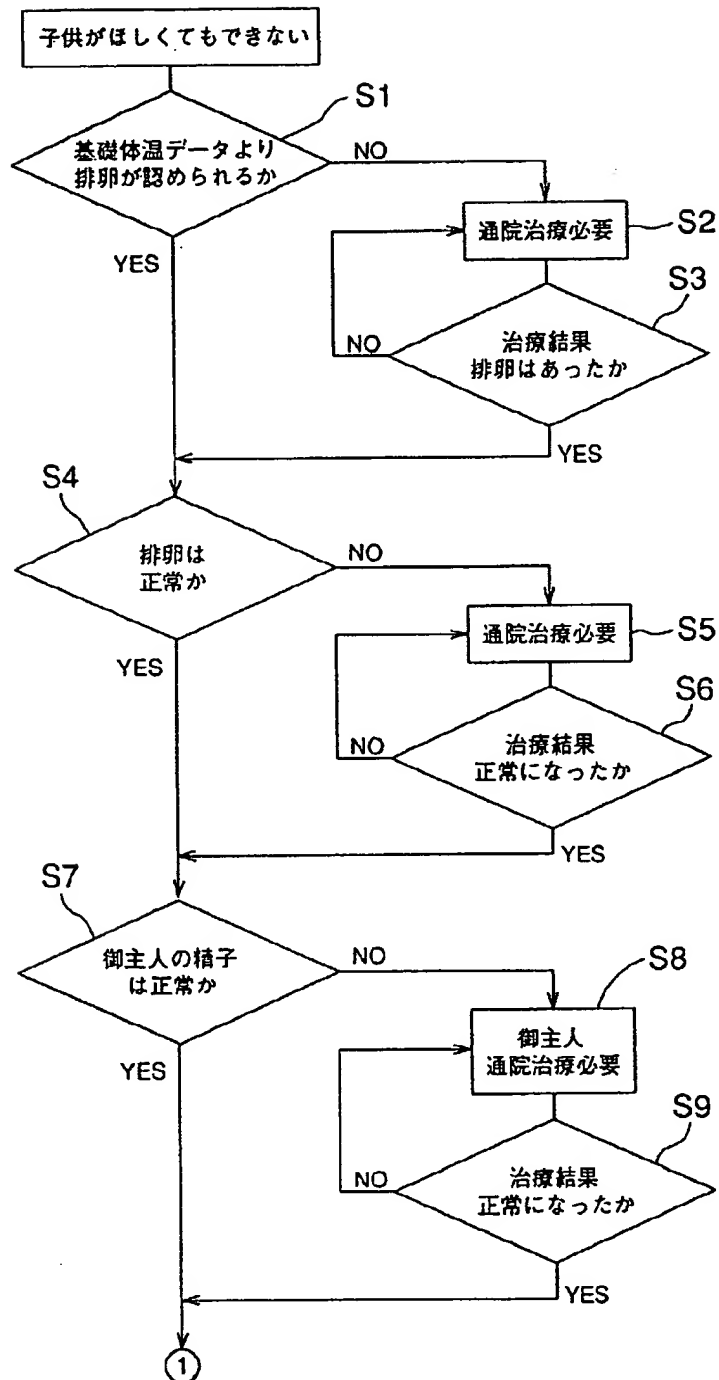 子供がほしくてもできない
S1
基礎体温データより
排卵が認められるか
NO
通院治療必要
S2
YES
S3
NO
治療結果
排卵はあったか
YES
S4
排卵は
正常か
NO
通院治療必要
S5
YES
S6
NO
治療結果
正常になったか
YES
S7
御主人の精子
は正常か
NO
S8
御主人
通院治療必要
YES
S9
NO
治療結果
正常になったか
YES
1